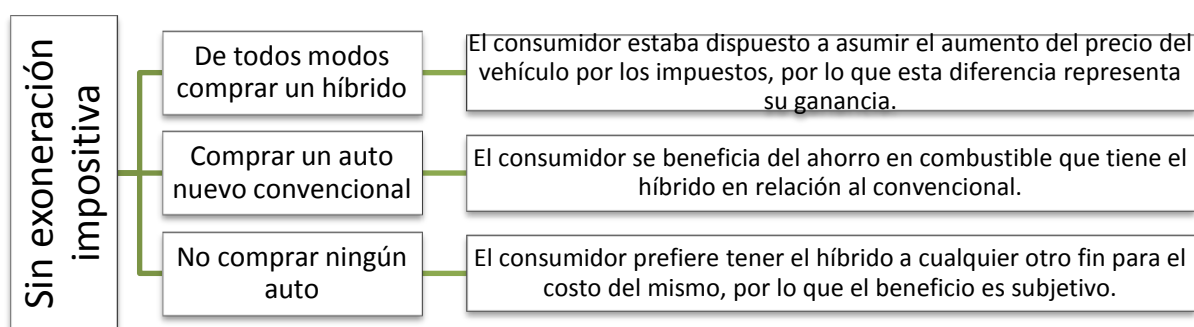 Sin exoneración
impositiva
De todos modos
comprar un híbrido
El consumidor estaba dispuesto a asumir el aumento del precio del
vehículo por los impuestos, por lo que esta diferencia representa
su ganancia.
Comprar un auto
nuevo convencional
El consumidor se beneficia del ahorro en combustible que tiene el
híbrido en relación al convencional.
No comprar ningún
auto
El consumidor prefiere tener el híbrido a cualquier otro fin para el
costo del mismo, por lo que el beneficio es subjetivo.